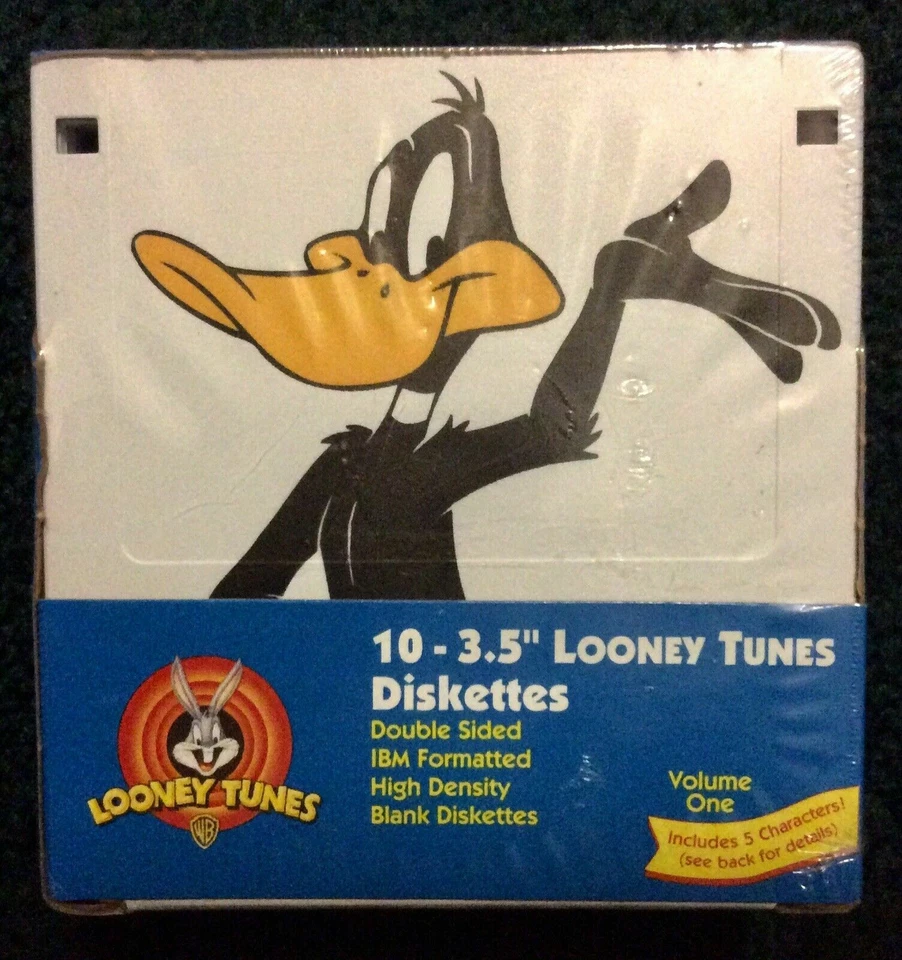 10 - 3.5" LOONEY TUNES
Diskettes
Double Sided
IBM Formatted
High Density
Blank Diskettes
LOONEY TUNES
WB
Volume
One
Includes 5 Characters!
(see back for details)